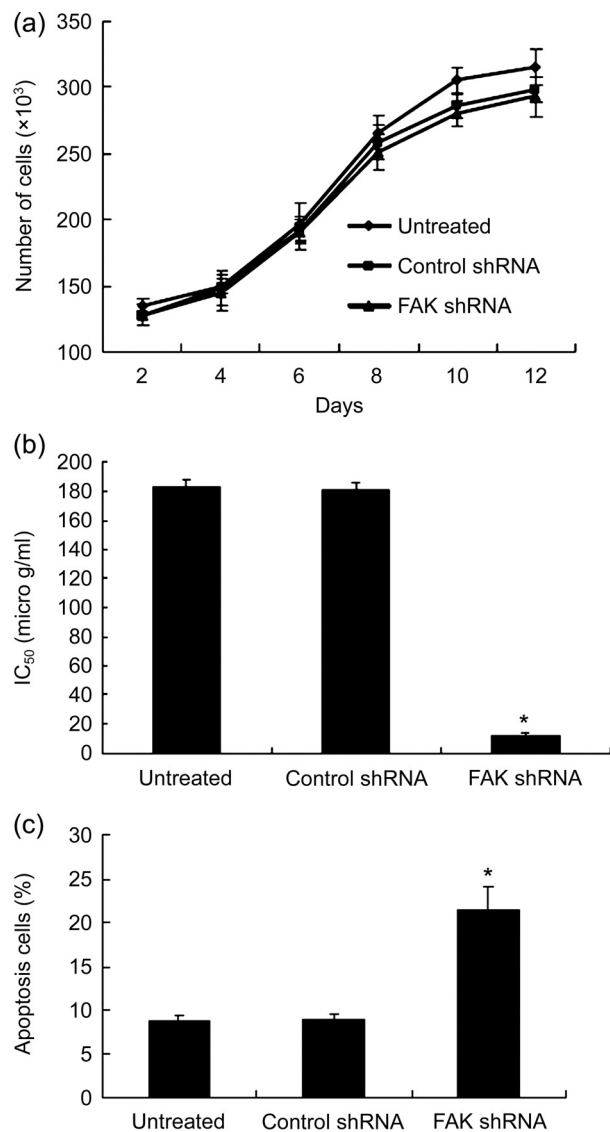 (a)
Number of cells (×10³)
350
300
250
200
150
100
2 4 6 8 10 12
Days
Untreated
Control shRNA
FAK shRNA
(b)
IC₅₀ (micro g/ml)
200
180
160
140
120
100
80
60
40
20
0
*
Untreated Control shRNA FAK shRNA
(c)
Apoptosis cells (%)
30
25
20
15
10
5
0
*
Untreated Control shRNA FAK shRNA